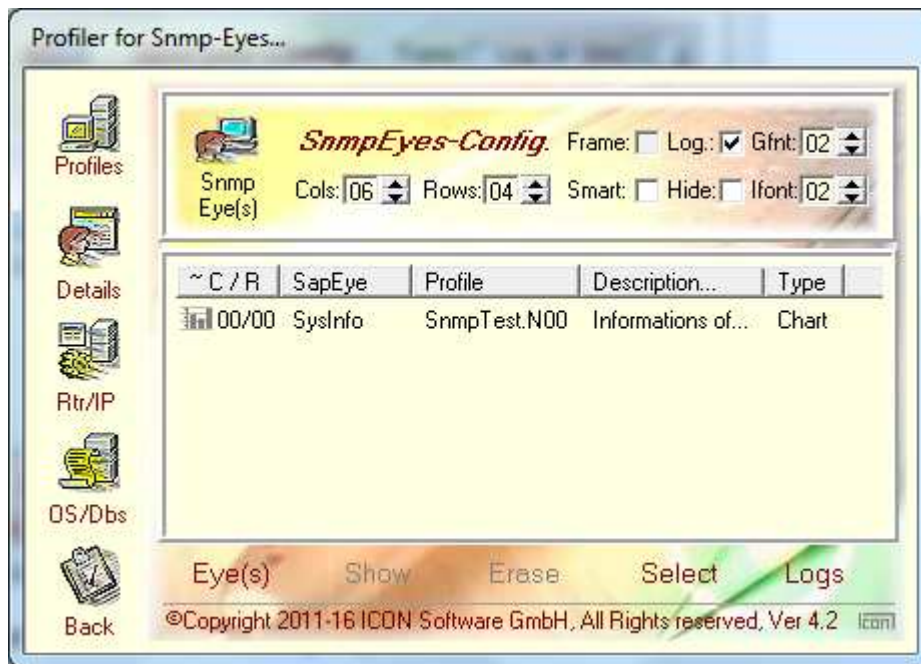 Profiler for Snmp-Eyes...
Profiles
Details
Rtr/IP
OS/Dbs
Back
Snmp
Eye(s)
SnmpEyes-Config. Frame: Log.: Gfnt: 02
Cols: 06 Rows: 04 Smart: Hide: Ifont: 02
~ C / R SapEye Profile Description... Type
00/00 SysInfo SnmpTest.N00 Informations of... Chart
Eye(s) Show Erase Select Logs
©Copyright 2011-16 ICON Software GmbH, All Rights reserved, Ver 4.2 icon